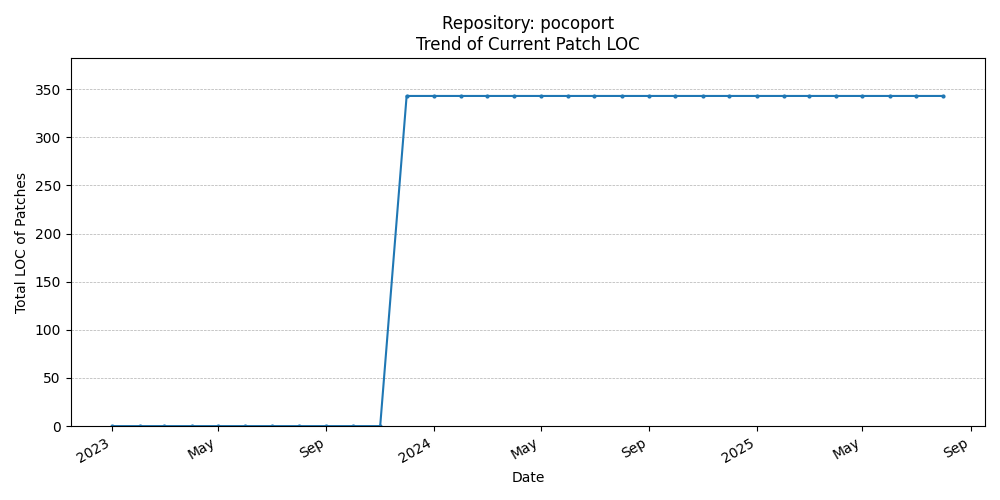 Repository: pocoport
Trend of Current Patch LOC
Total LOC of Patches
350
300
250
200
150
100
50
0
2023
May
Sep
2024
May
Sep
2025
May
Sep
Date